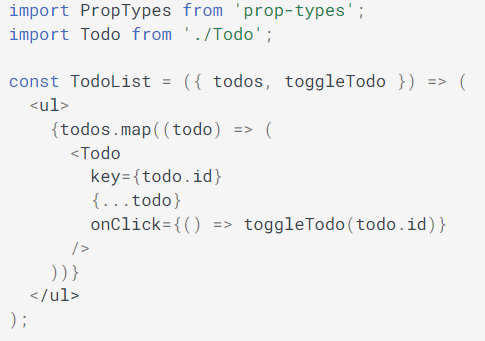 import PropTypes from 'prop-types';
import Todo from './Todo';

const TodoList = ({ todos, toggleTodo }) => (
  <ul>
    {todos.map((todo) => (
      <Todo
        key={todo.id}
        {...todo}
        onClick={() => toggleTodo(todo.id)}
      />
    ))}
  </ul>
);